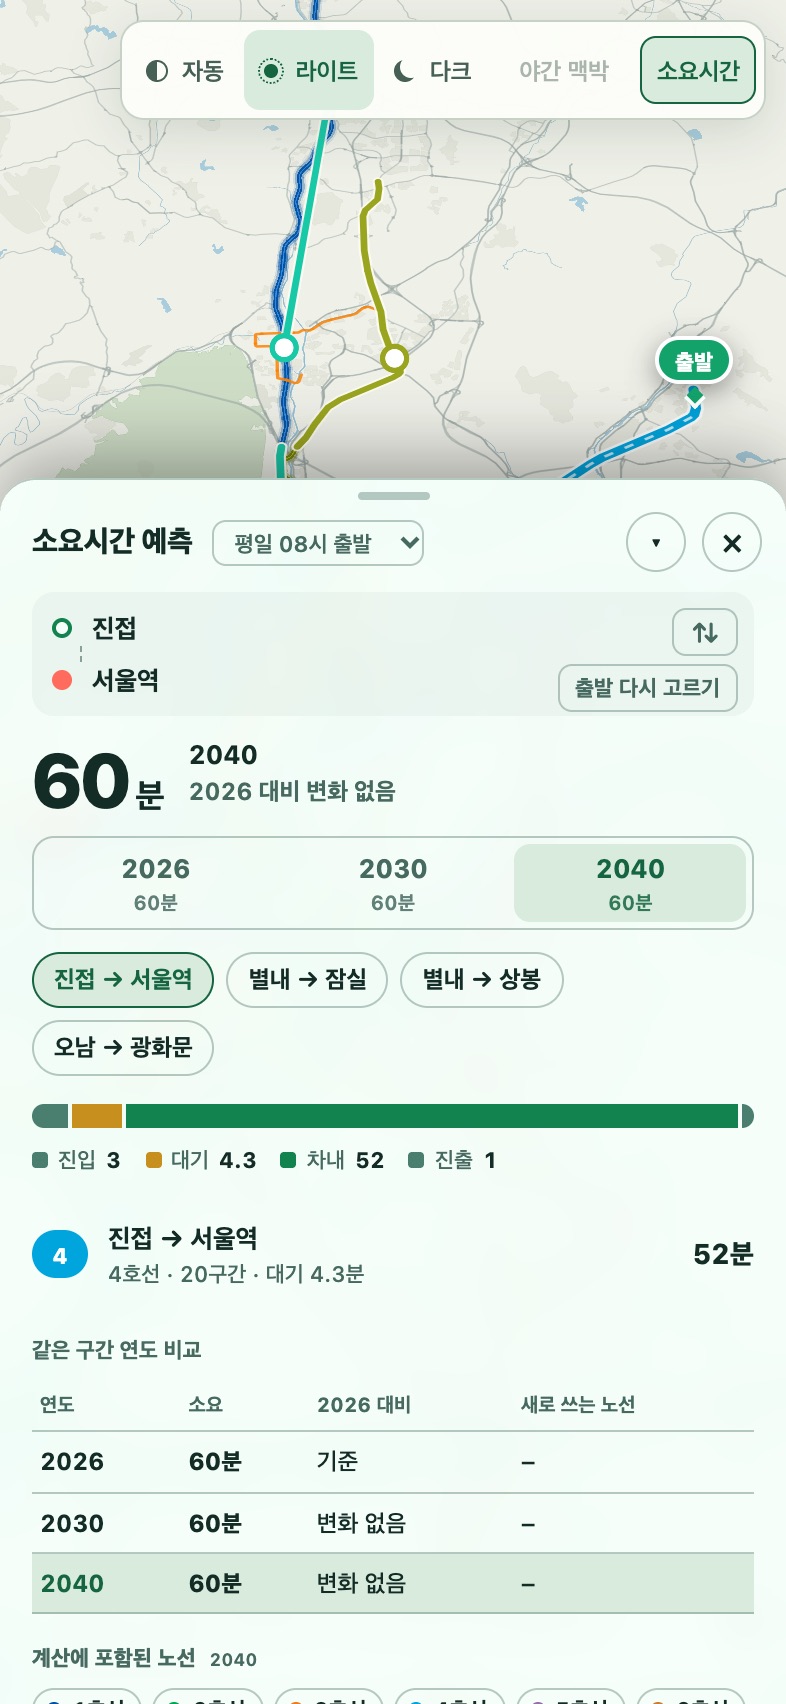 자동 라이트 다크 야간 맥박 소요시간
출발
소요시간 예측 평일 08시 출발
진접
서울역
출발 다시 고르기
60분
2040
2026 대비 변화 없음
2026 2030 2040
60분 60분 60분
진접 → 서울역 별내 → 잠실 별내 → 상봉
오남 → 광화문
진입 3 대기 4.3 차내 52 진출 1
4 진접 → 서울역 52분
4호선 · 20구간 · 대기 4.3분
같은 구간 연도 비교
연도 소요 2026 대비 새로 쓰는 노선
2026 60분 기준 –
2030 60분 변화 없음 –
2040 60분 변화 없음 –
계산에 포함된 노선 2040